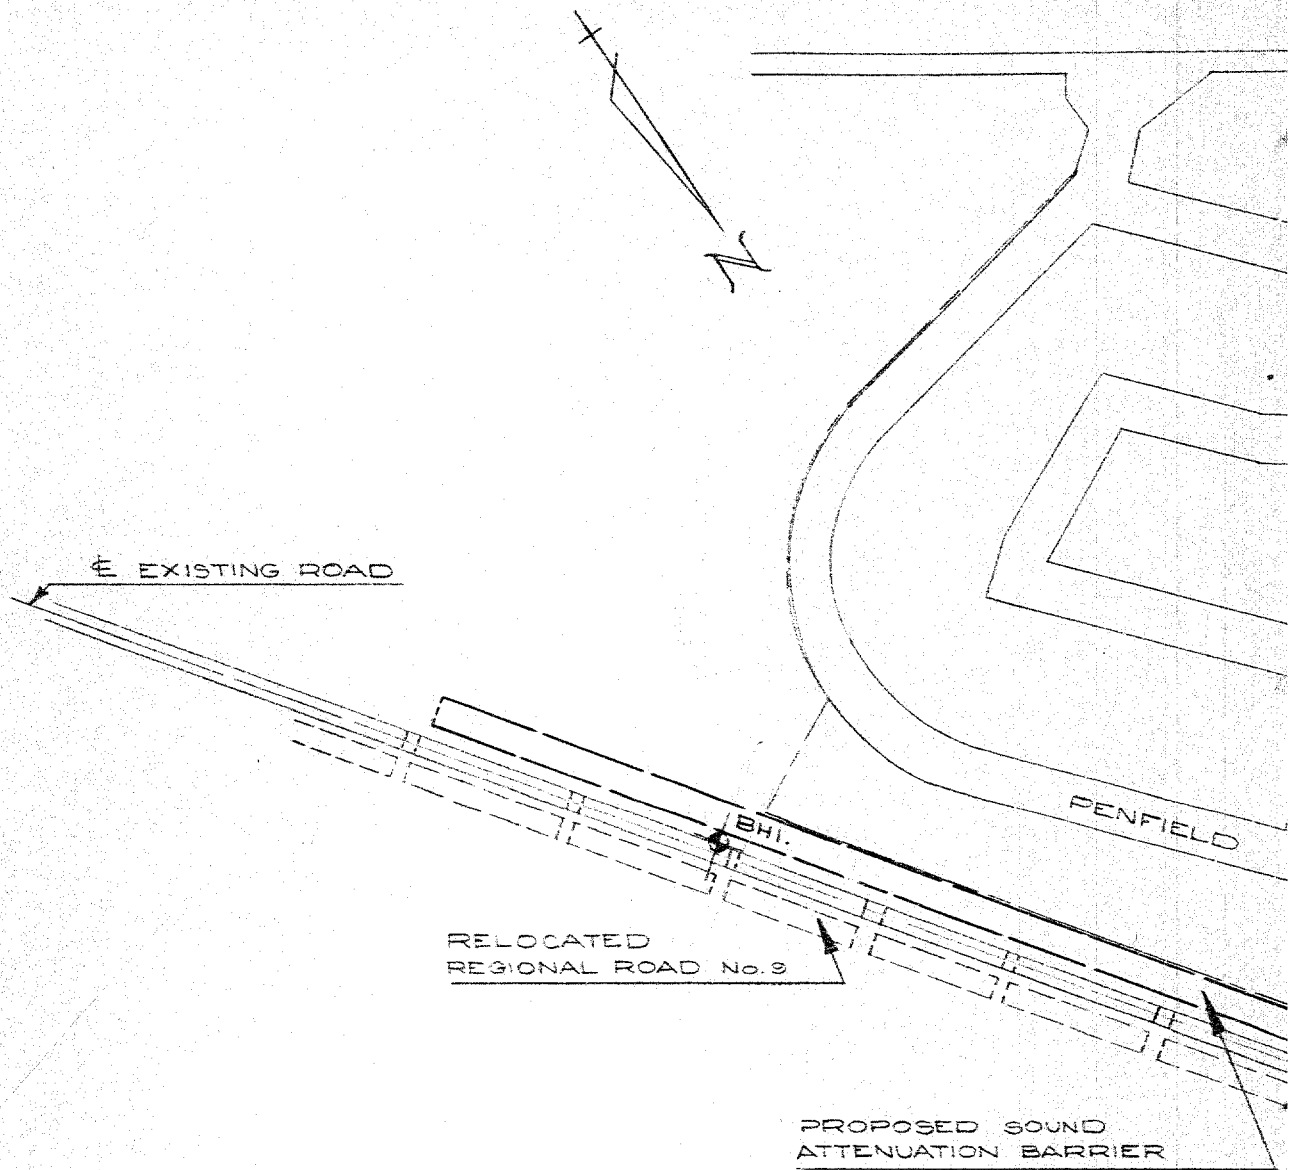 N
℄ EXISTING ROAD
BH1.
PENFIELD
RELOCATED
REGIONAL ROAD No. 9
PROPOSED SOUND
ATTENUATION BARRIER